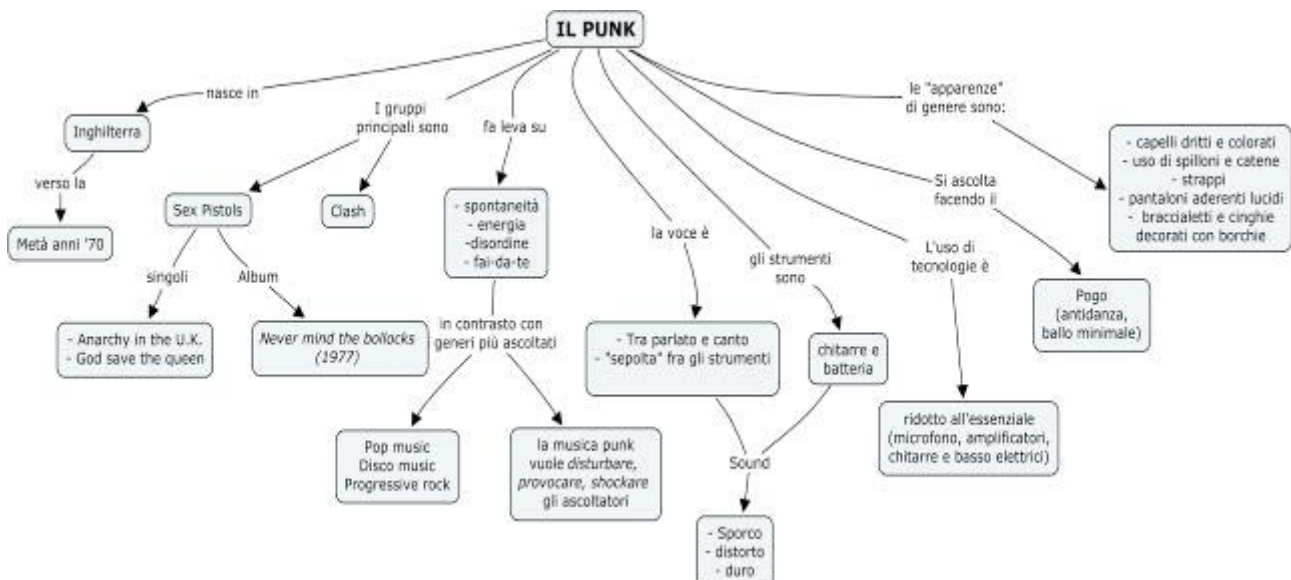 IL PUNK
nasce in
Inghilterra
verso la
Metà anni '70
I gruppi
principali sono
Sex Pistols
singoli
- Anarchy in the U.K.
- God save the queen
Album
Never mind the bollocks
(1977)
Clash
fa leva su
- spontaneità
- energia
-disordine
- fai-da-te
in contrasto con
generi più ascoltati
Pop music
Disco music
Progressive rock
la musica punk
vuole disturbare,
provocare, shockare
gli ascoltatori
la voce è
- Tra parlato e canto
- "sepolta" fra gli strumenti
gli strumenti
sono
chitarre e
batteria
Sound
- Sporco
- distorto
- duro
L'uso di
tecnologie è
ridotto all'essenziale
(microfono, amplificatori,
chitarre e basso elettrici)
Si ascolta
facendo il
Pogo
(antidanza,
ballo minimale)
le "apparenze"
di genere sono:
- capelli dritti e colorati
- uso di spilloni e catene
- strappi
- pantaloni aderenti lucidi
- braccialetti e cinghie
decorati con borchie